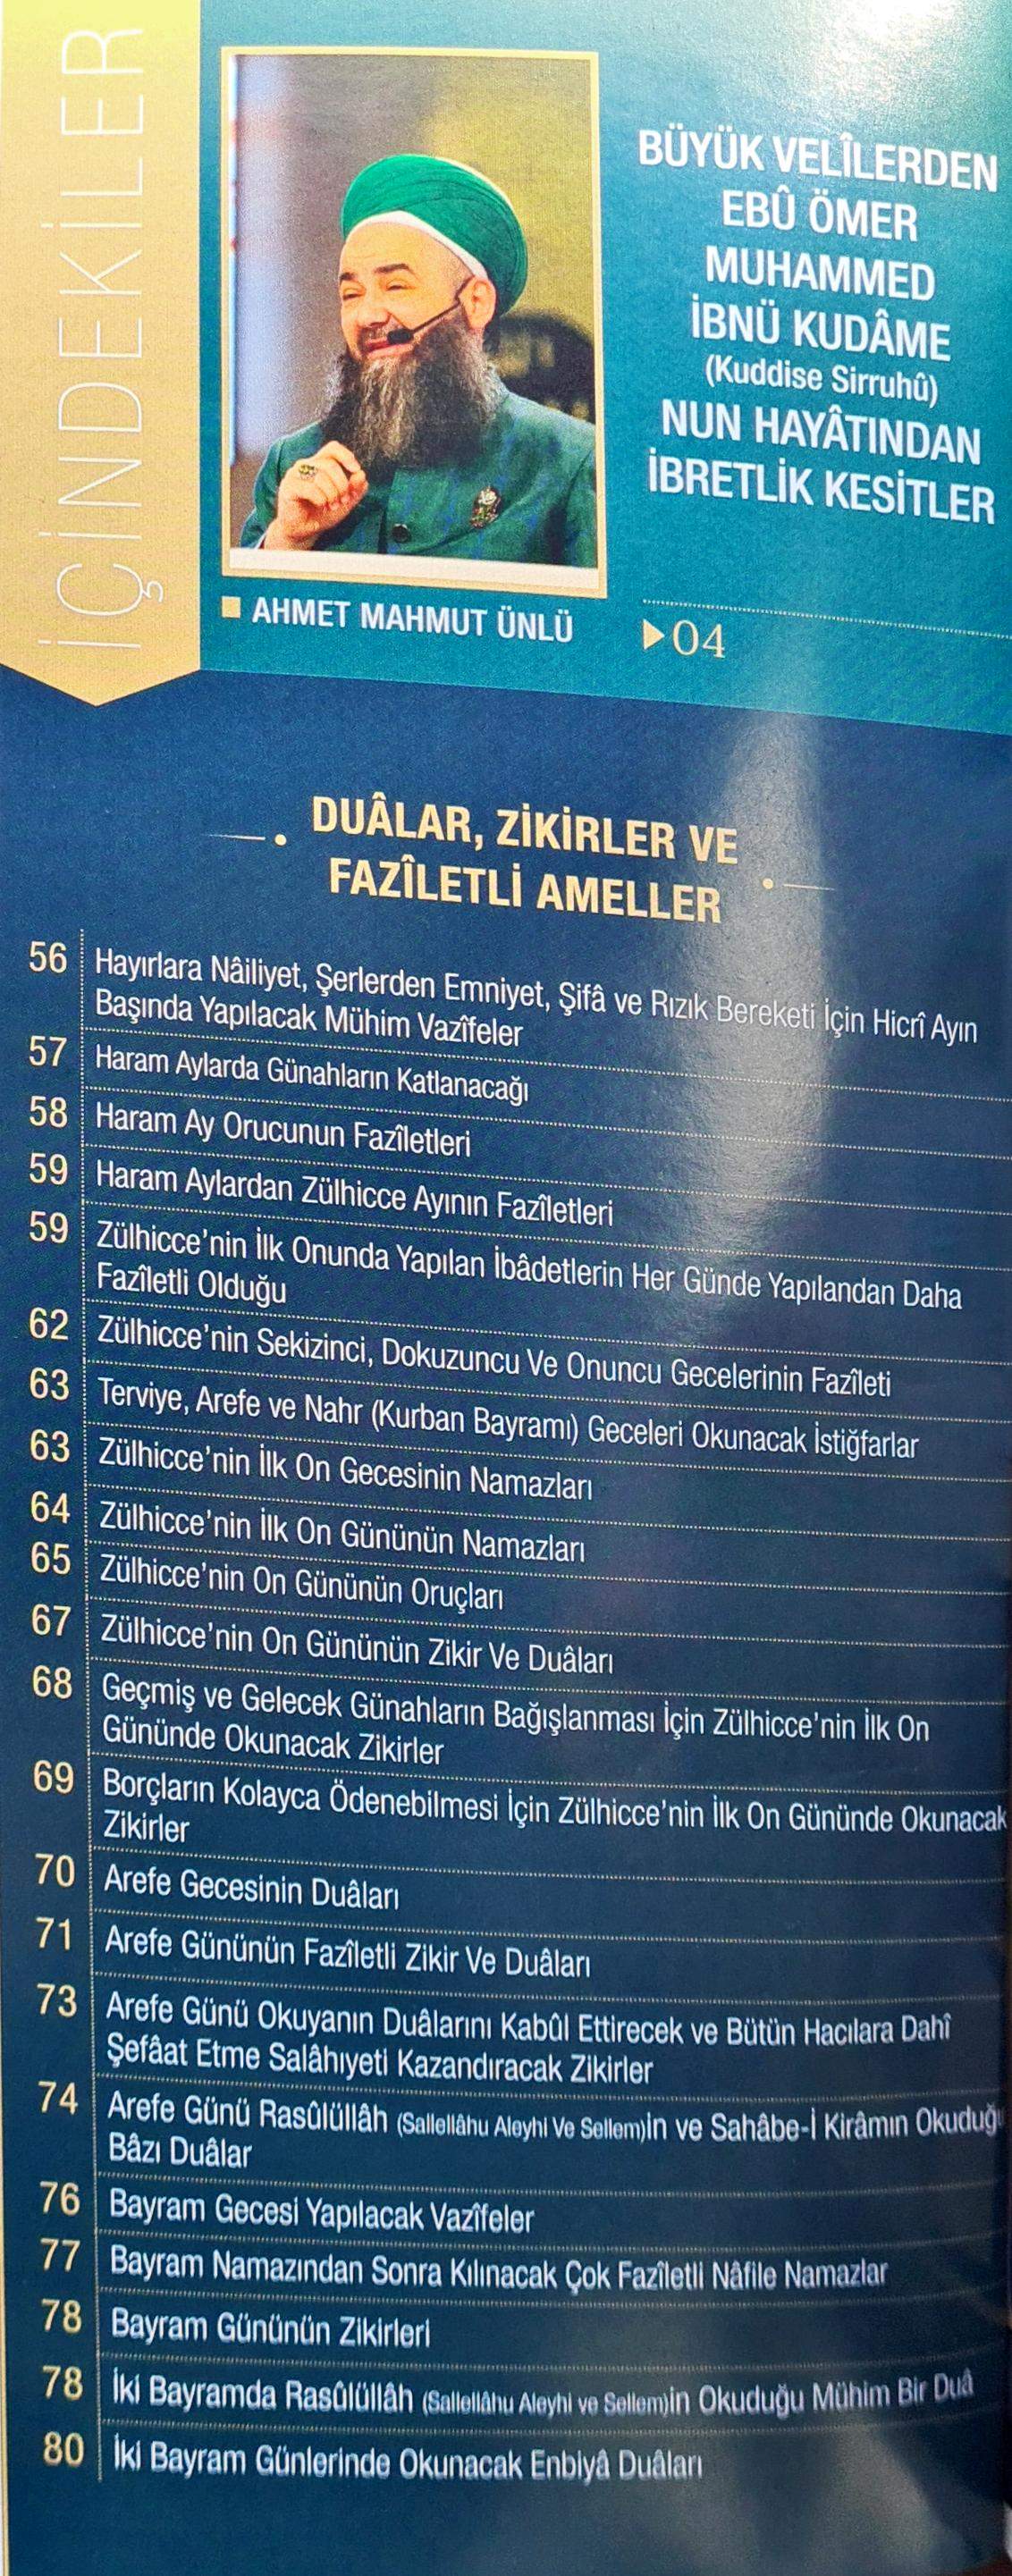 İÇİNDEKİLER
BÜYÜK VELÎLERDEN
EBÛ ÖMER
MUHAMMED
İBNÜ KUDÂME
(Kuddise Sirruhû)
NUN HAYÂTINDAN
İBRETLİK KESİTLER
AHMET MAHMUT ÜNLÜ
04
DUÂLAR, ZİKİRLER VE
FAZÎLETLİ AMELLER
56 Hayırlara Nâiliyet, Şerlerden Emniyet, Şifâ ve Rızık Bereketi İçin Hicrî Ayın
Başında Yapılacak Mühim Vazîfeler
57 Haram Aylarda Günahların Katlanacağı
58 Haram Ay Orucunun Fazîletleri
59 Haram Aylardan Zülhicce Ayının Fazîletleri
59 Zülhicce'nin İlk Onunda Yapılan İbâdetlerin Her Günde Yapılandan Daha
Fazîletli Olduğu
62 Zülhicce'nin Sekizinci, Dokuzuncu Ve Onuncu Gecelerinin Fazîleti
63 Terviye, Arefe ve Nahr (Kurban Bayramı) Geceleri Okunacak İstiğfarlar
63 Zülhicce'nin İlk On Gecesinin Namazları
64 Zülhicce'nin İlk On Gününün Namazları
65 Zülhicce'nin On Gününün Oruçları
67 Zülhicce'nin On Gününün Zikir Ve Duâları
68 Geçmiş ve Gelecek Günahların Bağışlanması İçin Zülhicce'nin İlk On
Gününde Okunacak Zikirler
69 Borçların Kolayca Ödenebilmesi İçin Zülhicce'nin İlk On Gününde Okunacak
Zikirler
70 Arefe Gecesinin Duâları
71 Arefe Gününün Fazîletli Zikir Ve Duâları
73 Arefe Günü Okuyanın Duâlarını Kabûl Ettirecek ve Bütün Hacılara Dahî
Şefâat Etme Salâhıyeti Kazandıracak Zikirler
74 Arefe Günü Rasûlüllâh (Sallellâhu Aleyhi Ve Sellem)in ve Sahâbe-İ Kirâmın Okuduğu
Bâzı Duâlar
76 Bayram Gecesi Yapılacak Vazîfeler
77 Bayram Namazından Sonra Kılınacak Çok Fazîletli Nâfile Namazlar
78 Bayram Gününün Zikirleri
78 İki Bayramda Rasûlüllâh (Sallellâhu Aleyhi ve Sellem)in Okuduğu Mühim Bir Duâ
80 İki Bayram Günlerinde Okunacak Enbiyâ Duâları